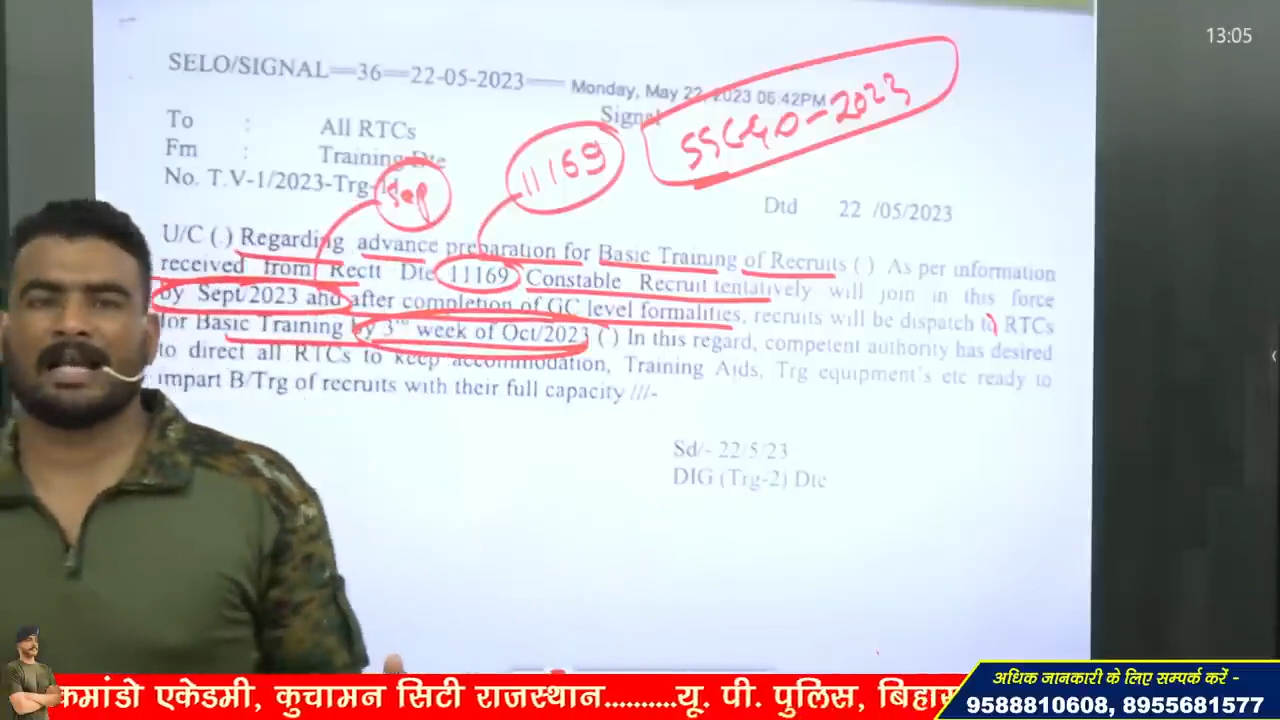 13:05
SELO/SIGNAL==36==22-05-2023==== Monday, May 22, 2023 06:42PM
Signal
SSC-GD-2023
To : All RTCs
Fm : Training Dte
11169
No. T.V-1/2023-Trg-
Sep
Dtd 22 /05/2023
U/C (.) Regarding advance preparation for Basic Training of Recruits ( ) As per information
received from Rectt Dte 11169 Constable Recruit tentatively will join in this force
by Sept/2023 and after completion of GC level formalities, recruits will be dispatch to RTCs
for Basic Training by 3rd week of Oct/2023 ( ) In this regard, competent authority has desired
to direct all RTCs to keep accommodation, Training Aids, Trg equipment's etc ready to
impart B/Trg of recruits with their full capacity ///-
Sd/- 22/5/23
DIG (Trg-2) Dte
कमांडो एकेडमी, कुचामन सिटी राजस्थान..........यू. पी. पुलिस, बिहार
अधिक जानकारी के लिए सम्पर्क करें -
9588810608, 8955681577